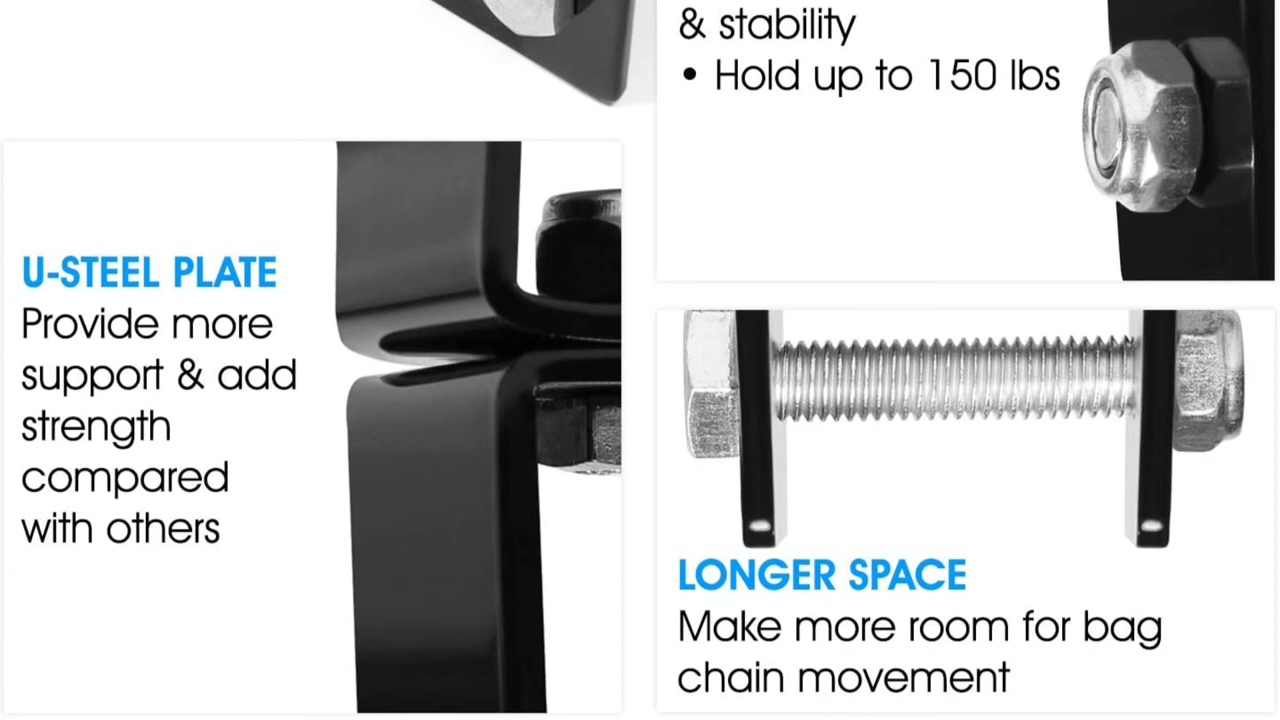 & stability
• Hold up to 150 lbs
U-STEEL PLATE
Provide more
support & add
strength
compared
with others
LONGER SPACE
Make more room for bag
chain movement